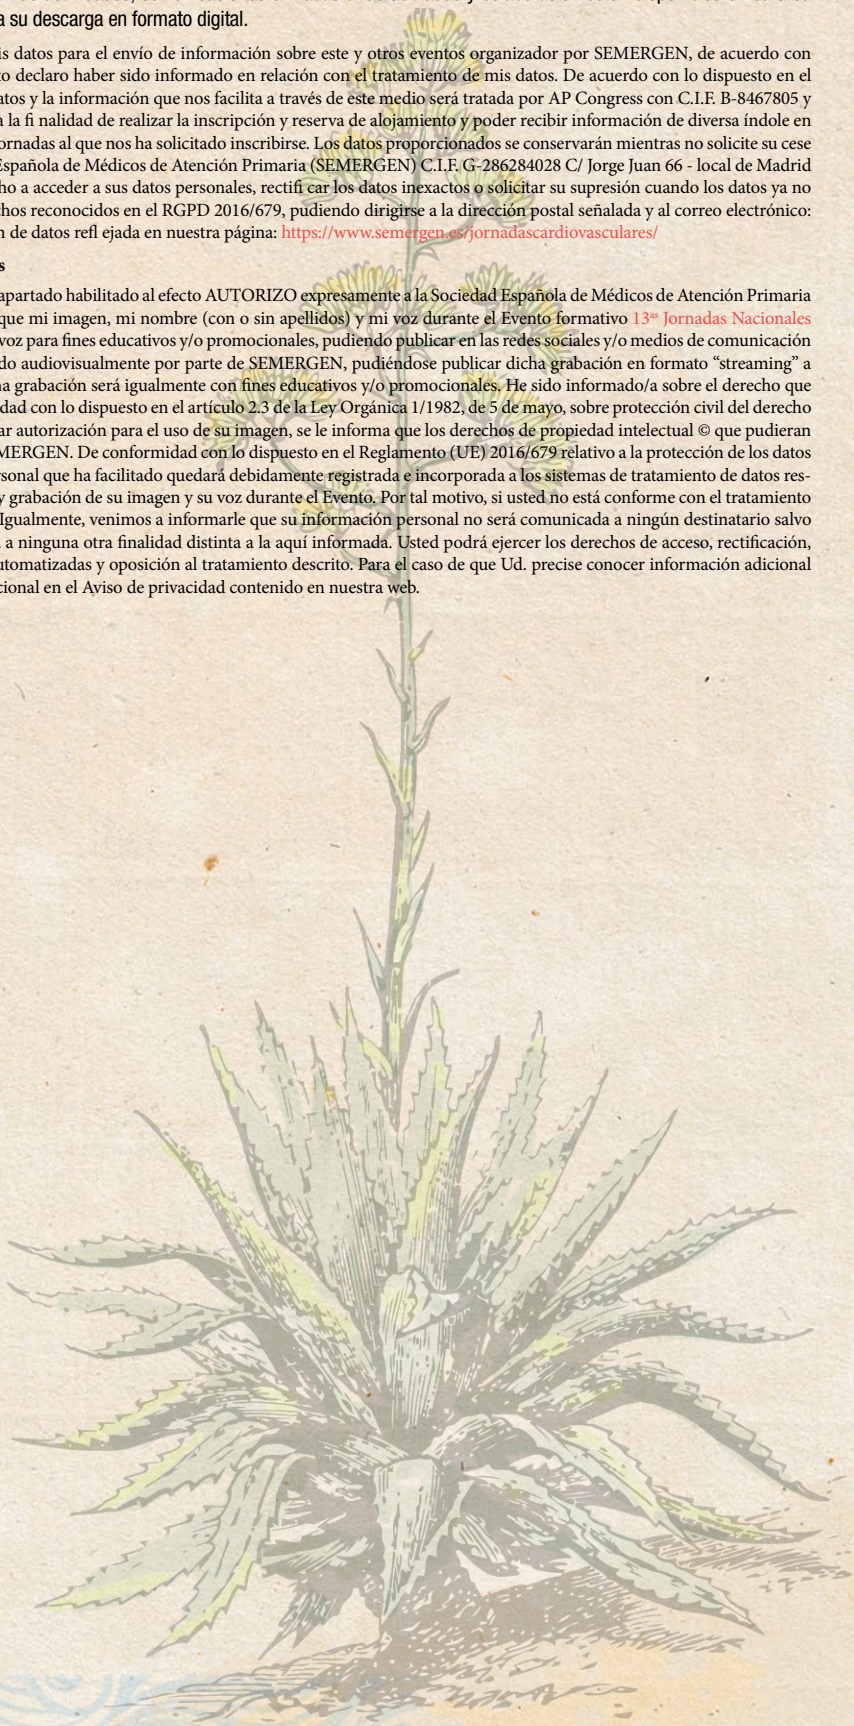 a su descarga en formato digital.
is datos para el envío de información sobre este y otros eventos organizador por SEMERGEN, de acuerdo con
to declaro haber sido informado en relación con el tratamiento de mis datos. De acuerdo con lo dispuesto en el
atos y la información que nos facilita a través de este medio será tratada por AP Congress con C.I.F. B-8467805 y
a la fi nalidad de realizar la inscripción y reserva de alojamiento y poder recibir información de diversa índole en
ornadas al que nos ha solicitado inscribirse. Los datos proporcionados se conservarán mientras no solicite su cese
Española de Médicos de Atención Primaria (SEMERGEN) C.I.F. G-286284028 C/ Jorge Juan 66 - local de Madrid
ho a acceder a sus datos personales, rectifi car los datos inexactos o solicitar su supresión cuando los datos ya no
chos reconocidos en el RGPD 2016/679, pudiendo dirigirse a la dirección postal señalada y al correo electrónico:
n de datos refl ejada en nuestra página: https://www.semergen.es/jornadascardiovasculares/
s
apartado habilitado al efecto AUTORIZO expresamente a la Sociedad Española de Médicos de Atención Primaria
que mi imagen, mi nombre (con o sin apellidos) y mi voz durante el Evento formativo 13as Jornadas Nacionales
voz para fines educativos y/o promocionales, pudiendo publicar en las redes sociales y/o medios de comunicación
do audiovisualmente por parte de SEMERGEN, pudiéndose publicar dicha grabación en formato “streaming” a
na grabación será igualmente con fines educativos y/o promocionales. He sido informado/a sobre el derecho que
dad con lo dispuesto en el artículo 2.3 de la Ley Orgánica 1/1982, de 5 de mayo, sobre protección civil del derecho
ar autorización para el uso de su imagen, se le informa que los derechos de propiedad intelectual © que pudieran
MERGEN. De conformidad con lo dispuesto en el Reglamento (UE) 2016/679 relativo a la protección de los datos
rsonal que ha facilitado quedará debidamente registrada e incorporada a los sistemas de tratamiento de datos res-
y grabación de su imagen y su voz durante el Evento. Por tal motivo, si usted no está conforme con el tratamiento
Igualmente, venimos a informarle que su información personal no será comunicada a ningún destinatario salvo
a ninguna otra finalidad distinta a la aquí informada. Usted podrá ejercer los derechos de acceso, rectificación,
utomatizadas y oposición al tratamiento descrito. Para el caso de que Ud. precise conocer información adicional
cional en el Aviso de privacidad contenido en nuestra web.